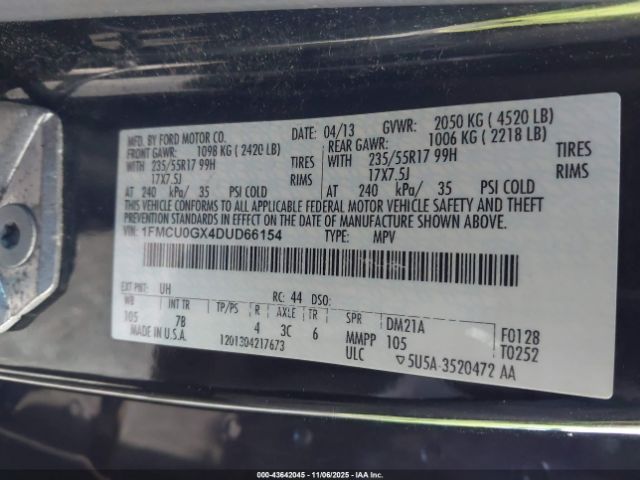 MFD. BY FORD MOTOR CO. DATE: 04/13 GVWR: 2050 KG ( 4520 LB)
FRONT GAWR: 1098 KG ( 2420 LB) REAR GAWR: 1006 KG ( 2218 LB)
WITH 235/55R17 99H TIRES WITH 235/55R17 99H TIRES
17X7.5J RIMS 17X7.5J RIMS
AT 240 kPa/ 35 PSI COLD AT 240 kPa/ 35 PSI COLD
THIS VEHICLE CONFORMS TO ALL APPLICABLE FEDERAL MOTOR VEHICLE SAFETY AND THEFT
PREVENTION STANDARDS IN EFFECT ON THE DATE OF MANUFACTURE SHOWN ABOVE.
VIN: 1FMCU0GX4DUD66154 TYPE: MPV
EXT PNT: UH RC: 44 DSO:
WB INT TR TP/PS R AXLE TR SPR DM21A F0128
105 7B 4 3C 6 MMPP 105 T0252
MADE IN U.S.A. 1201304217673 ULC 5U5A-3520472 AA
000-43642045 - 11/06/2025 - IAA Inc.